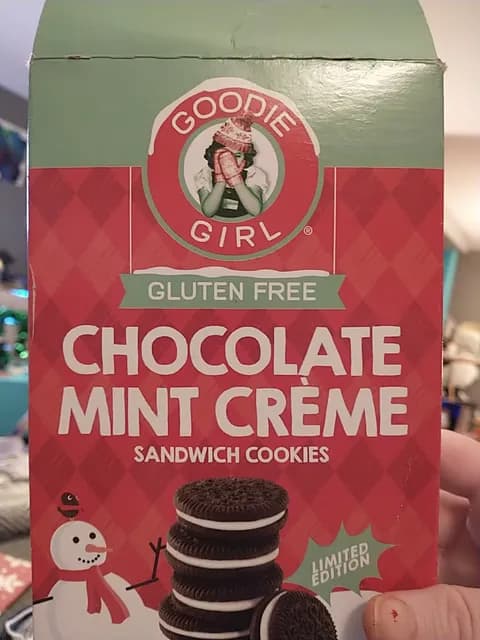 GOODIE
GIRL®
GLUTEN FREE
CHOCOLATE
MINT CRÈME
SANDWICH COOKIES
LIMITED
EDITION